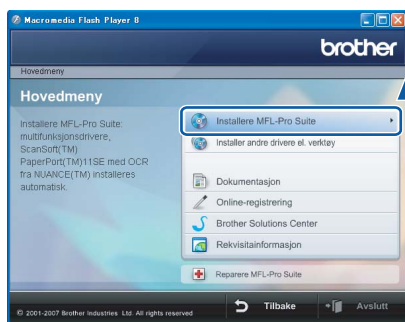 Macromedia Flash Player 8
brother
Hovedmeny
Hovedmeny
Installere MFL-Pro Suite:
multifunksjonsdrivere,
ScanSoft(TM)
PaperPort(TM)11SE med OCR
fra NUANCE(TM) installeres
automatisk.
Installere MFL-Pro Suite
Installer andre drivere el. verktøy
Dokumentasjon
Online-registrering
Brother Solutions Center
Rekvisitainformasjon
Reparere MFL-Pro Suite
© 2001-2007 Brother Industries Ltd. All rights reserved
Tilbake
Avslutt